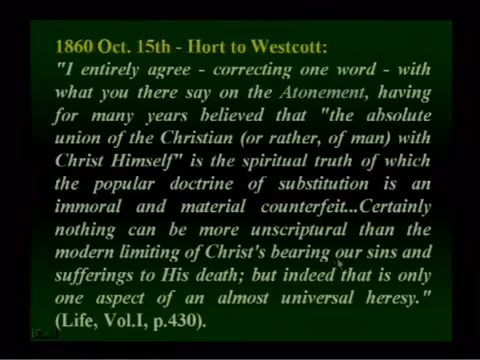 1860 Oct. 15th - Hort to Westcott:
"I entirely agree - correcting one word - with
what you there say on the Atonement, having
for many years believed that "the absolute
union of the Christian (or rather, of man) with
Christ Himself" is the spiritual truth of which
the popular doctrine of substitution is an
immoral and material counterfeit...Certainly
nothing can be more unscriptural than the
modern limiting of Christ's bearing our sins and
sufferings to His death; but indeed that is only
one aspect of an almost universal heresy."
(Life, Vol.I, p.430).